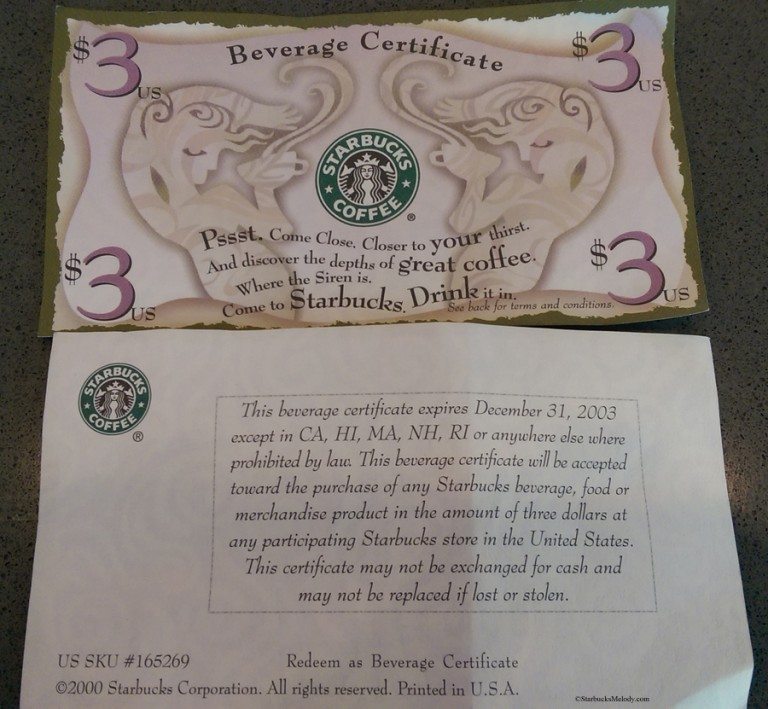 $3 US
Beverage Certificate
$3 US
STARBUCKS
COFFEE
®
Pssst. Come Close. Closer to your thirst.
And discover the depths of great coffee.
Where the Siren is.
Come to Starbucks. Drink it in.
See back for terms and conditions.
$3 US
$3 US
STARBUCKS
COFFEE
®
This beverage certificate expires December 31, 2003
except in CA, HI, MA, NH, RI or anywhere else where
prohibited by law. This beverage certificate will be accepted
toward the purchase of any Starbucks beverage, food or
merchandise product in the amount of three dollars at
any participating Starbucks store in the United States.
This certificate may not be exchanged for cash and
may not be replaced if lost or stolen.
US SKU #165269 Redeem as Beverage Certificate
©2000 Starbucks Corporation. All rights reserved. Printed in U.S.A.
©StarbucksMelody.com